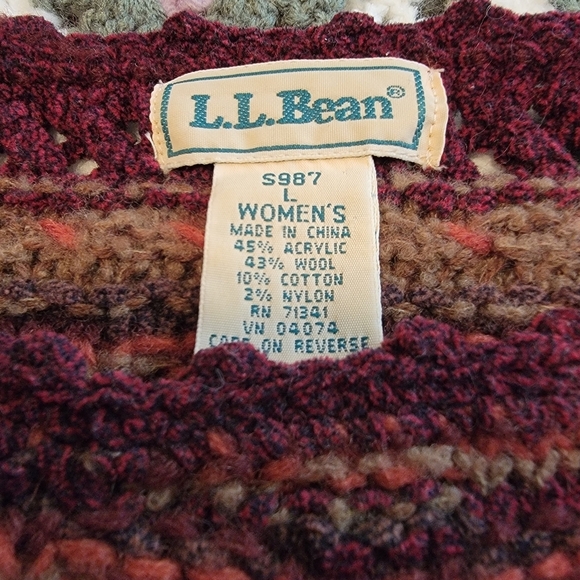 L.L.Bean®
S987
L
WOMEN'S
MADE IN CHINA
45% ACRYLIC
43% WOOL
10% COTTON
2% NYLON
RN 71341
VN 04074
CARE ON REVERSE